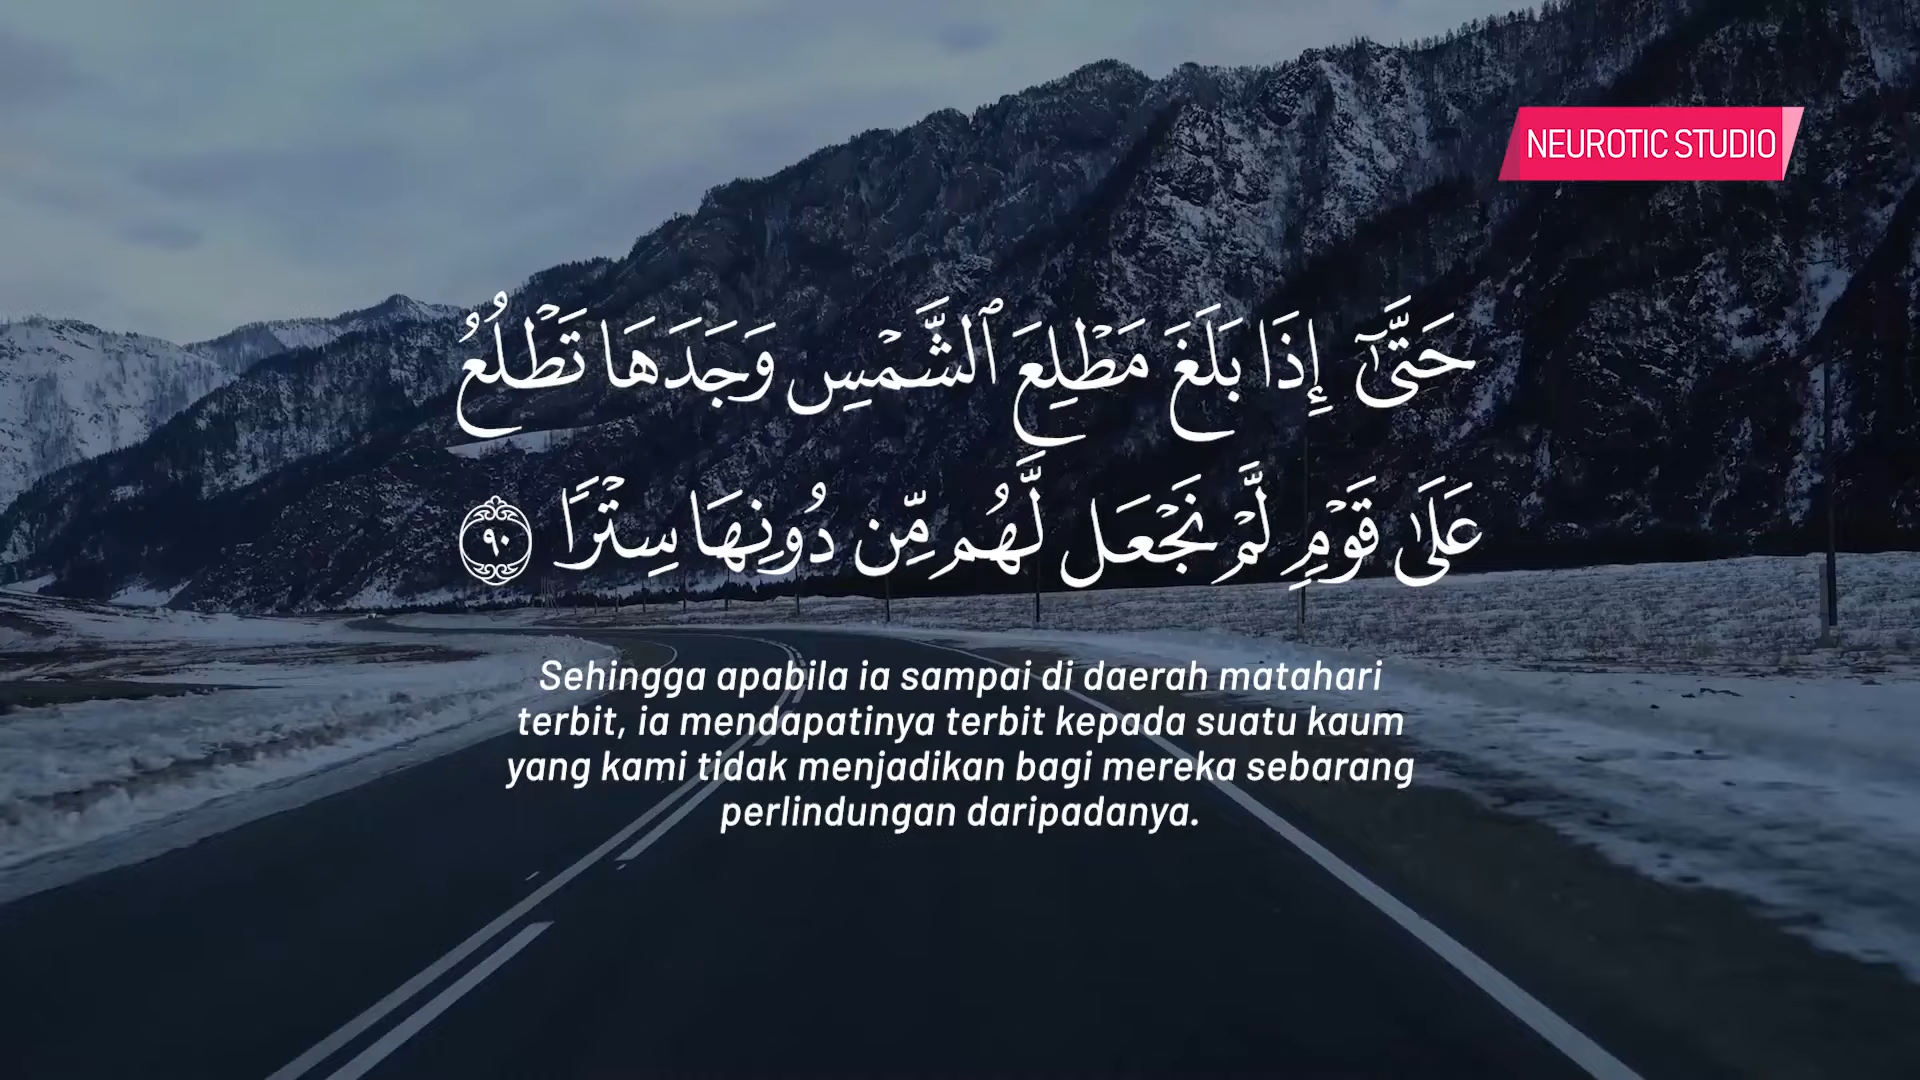 NEUROTIC STUDIO
حَتَّىٰٓ إِذَا بَلَغَ مَطْلِعَ ٱلشَّمْسِ وَجَدَهَا تَطْلُعُ
عَلَىٰ قَوْمٍ لَّمْ نَجْعَل لَّهُم مِّن دُونِهَا سِتْرًا ٩٠
Sehingga apabila ia sampai di daerah matahari
terbit, ia mendapatinya terbit kepada suatu kaum
yang kami tidak menjadikan bagi mereka sebarang
perlindungan daripadanya.